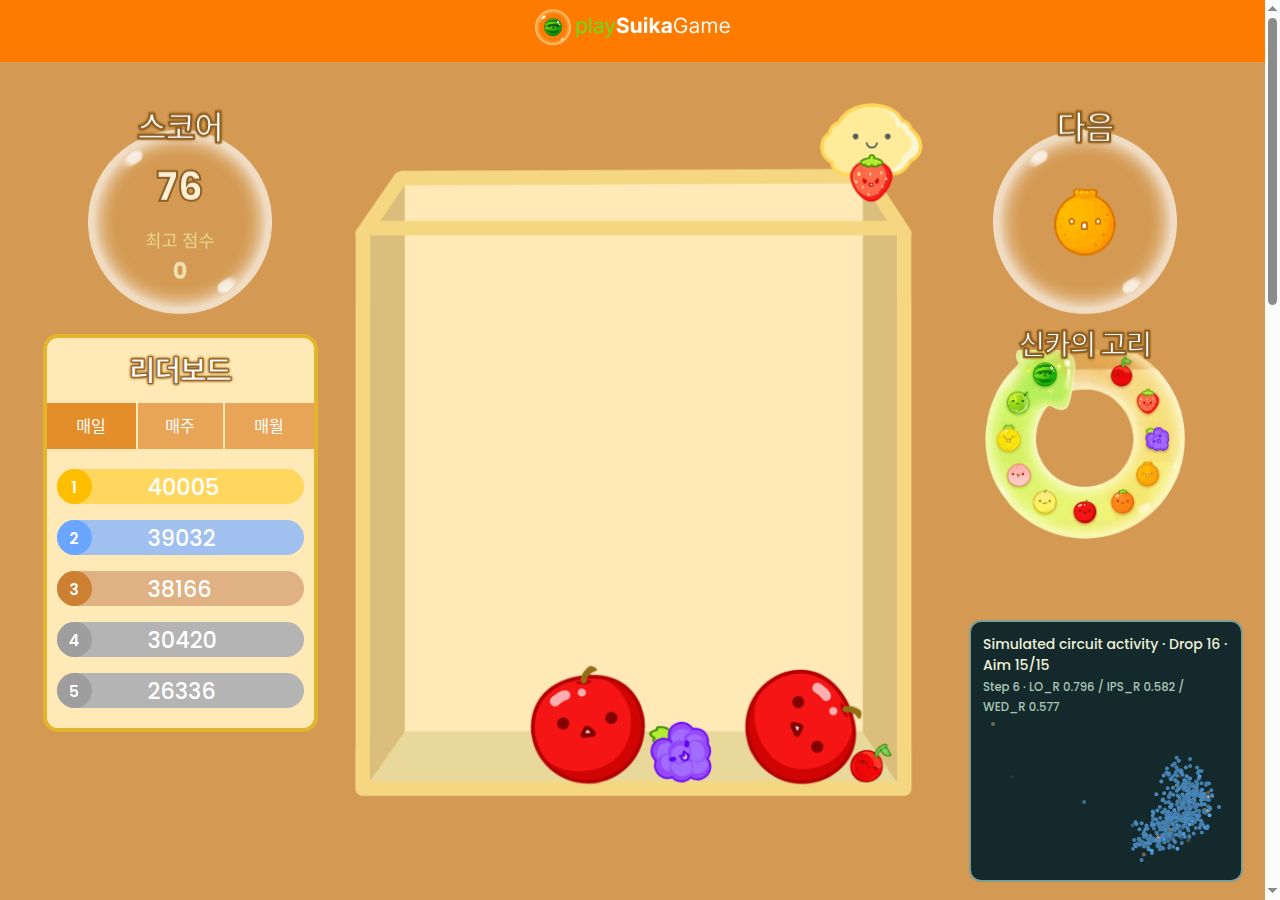 playSuikaGame
스코어
76
최고 점수
0
다음
신카의 고리
리더보드
매일
매주
매월
1
40005
2
39032
3
38166
4
30420
5
26336
Simulated circuit activity · Drop 16 ·
Aim 15/15
Step 6 · LO_R 0.796 / IPS_R 0.582 /
WED_R 0.577